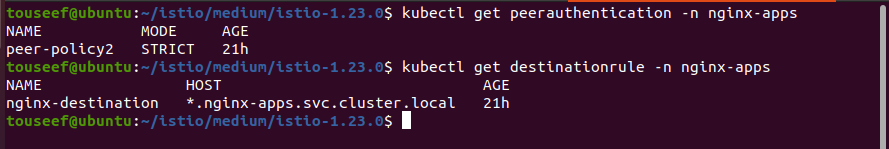 touseef@ubuntu:~/istio/medium/istio-1.23.0$ kubectl get peerauthentication -n nginx-apps
NAME MODE AGE
peer-policy2 STRICT 21h
touseef@ubuntu:~/istio/medium/istio-1.23.0$ kubectl get destinationrule -n nginx-apps
NAME HOST AGE
nginx-destination *.nginx-apps.svc.cluster.local 21h
touseef@ubuntu:~/istio/medium/istio-1.23.0$